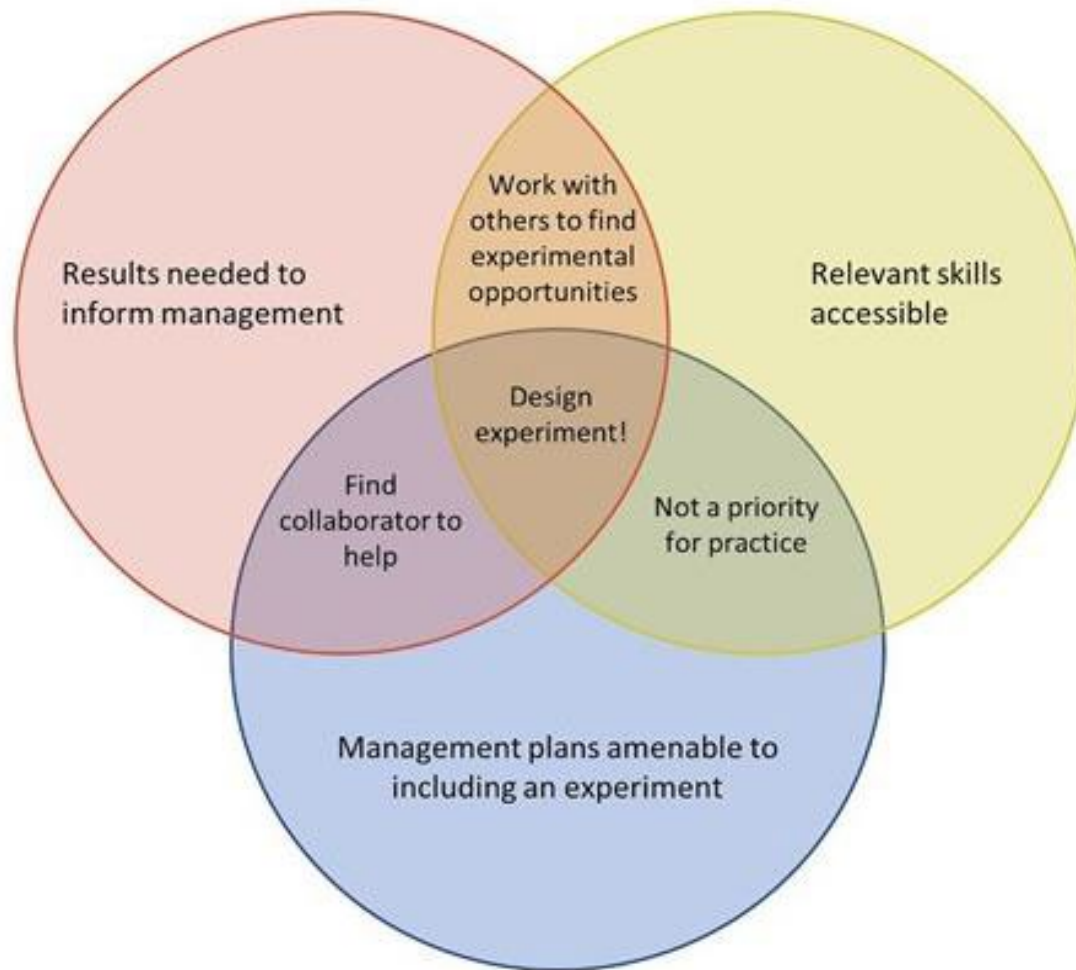 Work with
others to find
experimental
opportunities
Results needed to
inform management
Relevant skills
accessible
Design
experiment!
Find
collaborator to
help
Not a priority
for practice
Management plans amenable to
including an experiment